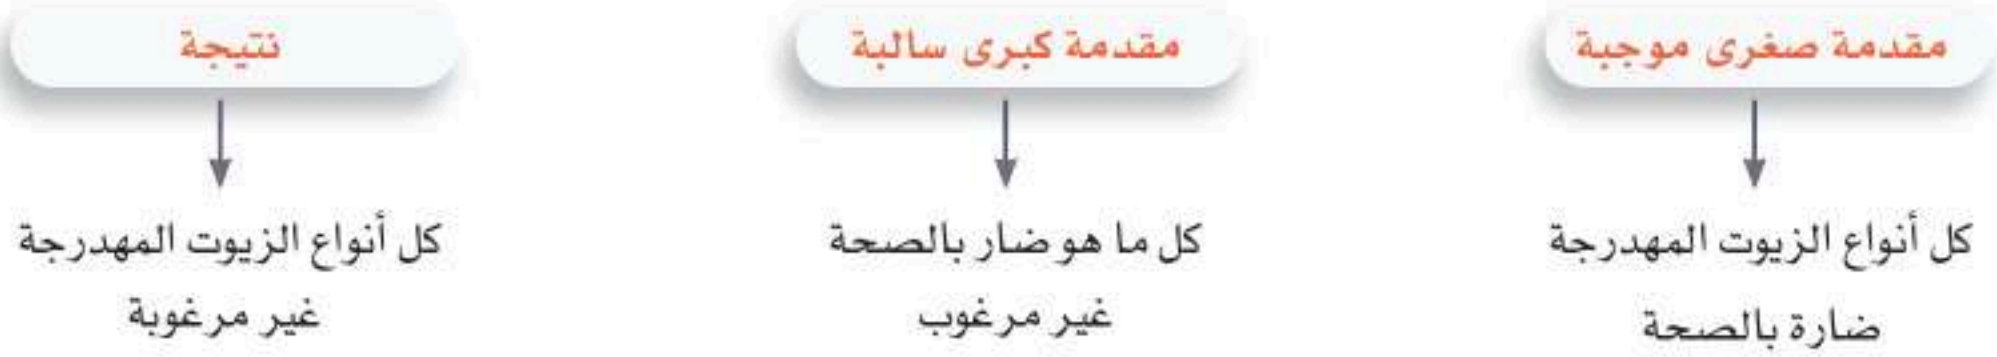 مقدمة صغرى موجبة
مقدمة كبرى سالبة
نتيجة
كل أنواع الزيوت المهدرجة
ضارة بالصحة
كل ما هو ضار بالصحة
غير مرغوب
كل أنواع الزيوت المهدرجة
غير مرغوبة